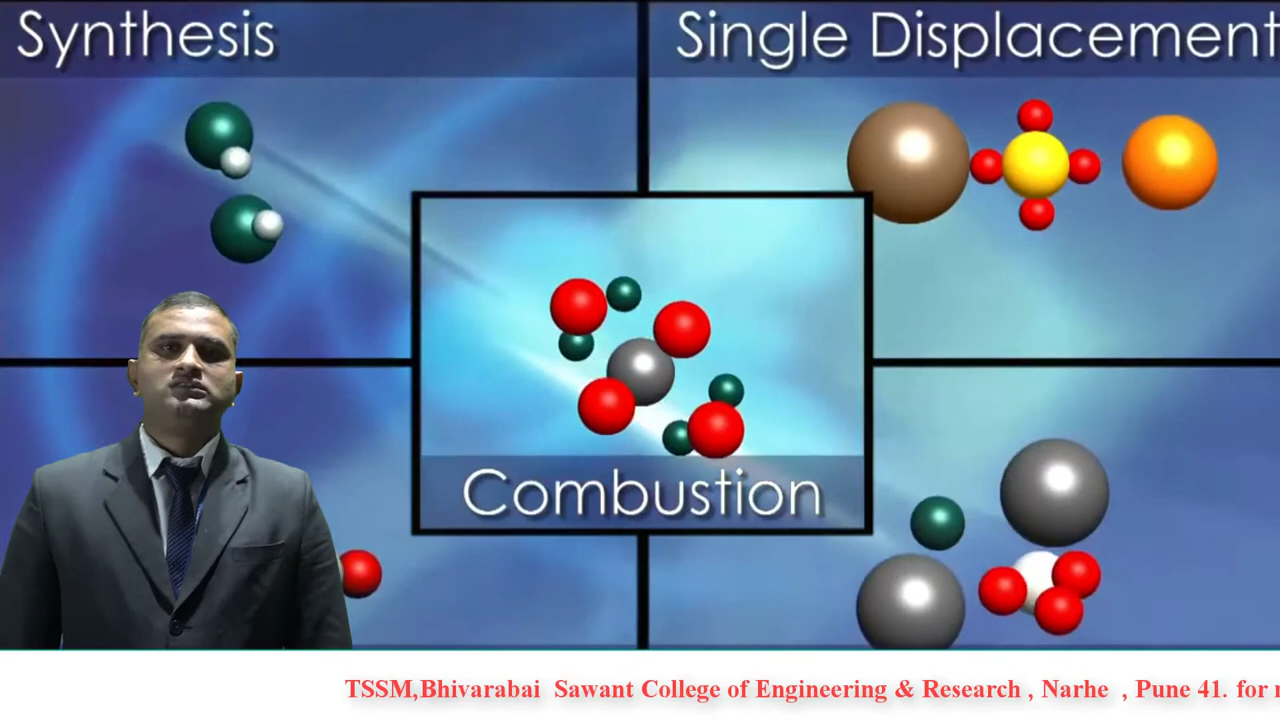 Synthesis
Single Displacement
Combustion
TSSM,Bhivarabai Sawant College of Engineering & Research , Narhe , Pune 41. for